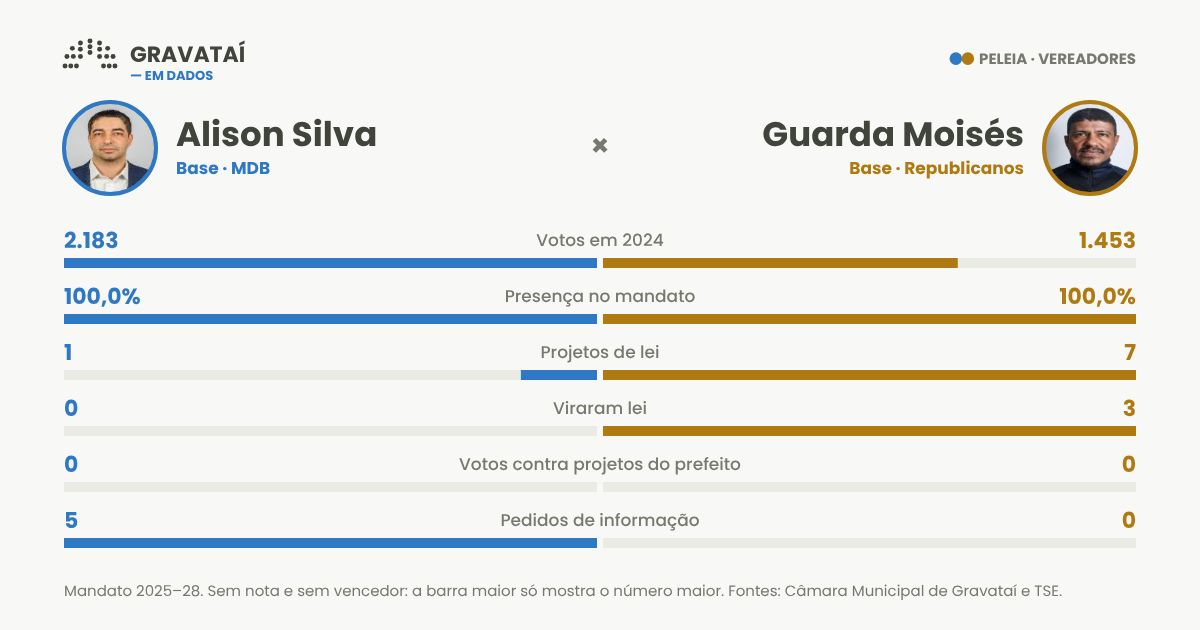 GRAVATAÍ
— EM DADOS
PELEIA · VEREADORES
Alison Silva
Base · MDB
×
Guarda Moisés
Base · Republicanos
2.183 Votos em 2024 1.453
100,0% Presença no mandato 100,0%
1 Projetos de lei 7
0 Viraram lei 3
0 Votos contra projetos do prefeito 0
5 Pedidos de informação 0
Mandato 2025–28. Sem nota e sem vencedor: a barra maior só mostra o número maior. Fontes: Câmara Municipal de Gravataí e TSE.